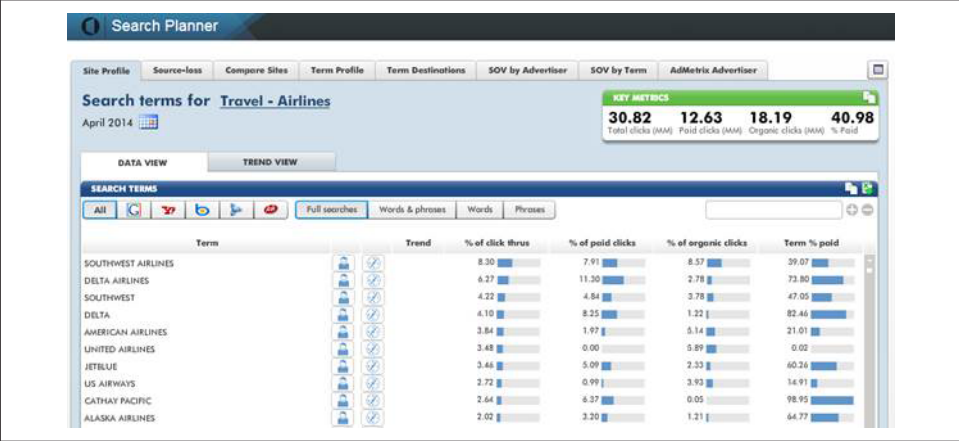 Search Planner
Site Profile Source-loss Compare Sites Term Profile Term Destinations SOV by Advertiser SOV by Term AdMetrix Advertiser
Search terms for Travel - Airlines
April 2014
KEY METRICS
30.82 12.63 18.19 40.98
Total clicks (MM) Paid clicks (MM) Organic clicks (MM) % Paid
DATA VIEW TREND VIEW
SEARCH TERMS
All Full searches Words & phrases Words Phrases
Term Trend % of click thrus % of paid clicks % of organic clicks Term % paid
SOUTHWEST AIRLINES 8.30 7.91 8.57 39.07
DELTA AIRLINES 6.27 11.30 2.78 73.80
SOUTHWEST 4.22 4.84 3.78 47.05
DELTA 4.10 8.25 1.22 82.46
AMERICAN AIRLINES 3.84 1.97 5.14 21.01
UNITED AIRLINES 3.48 0.00 5.89 0.02
JETBLUE 3.46 5.09 2.33 60.26
US AIRWAYS 2.72 0.99 3.93 14.91
CATHAY PACIFIC 2.64 6.37 0.05 98.95
ALASKA AIRLINES 2.02 3.20 1.21 64.77